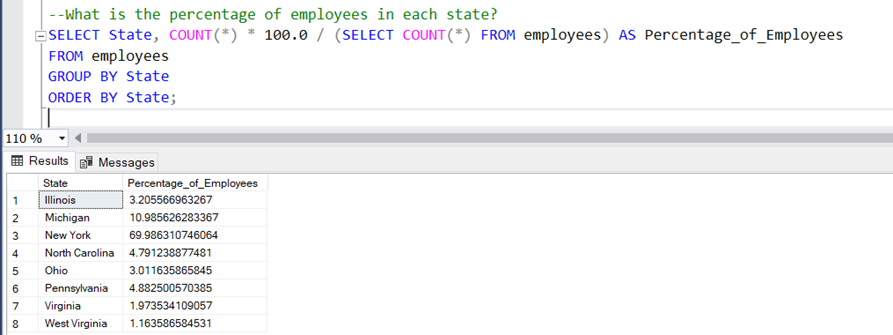 --What is the percentage of employees in each state?
SELECT State, COUNT(*) * 100.0 / (SELECT COUNT(*) FROM employees) AS Percentage_of_Employees
FROM employees
GROUP BY State
ORDER BY State;
110 %
Results Messages
State Percentage_of_Employees
1 Illinois 3.205566963267
2 Michigan 10.985626283367
3 New York 69.986310746064
4 North Carolina 4.791238877481
5 Ohio 3.011635865845
6 Pennsylvania 4.882500570385
7 Virginia 1.973534109057
8 West Virginia 1.163586584531